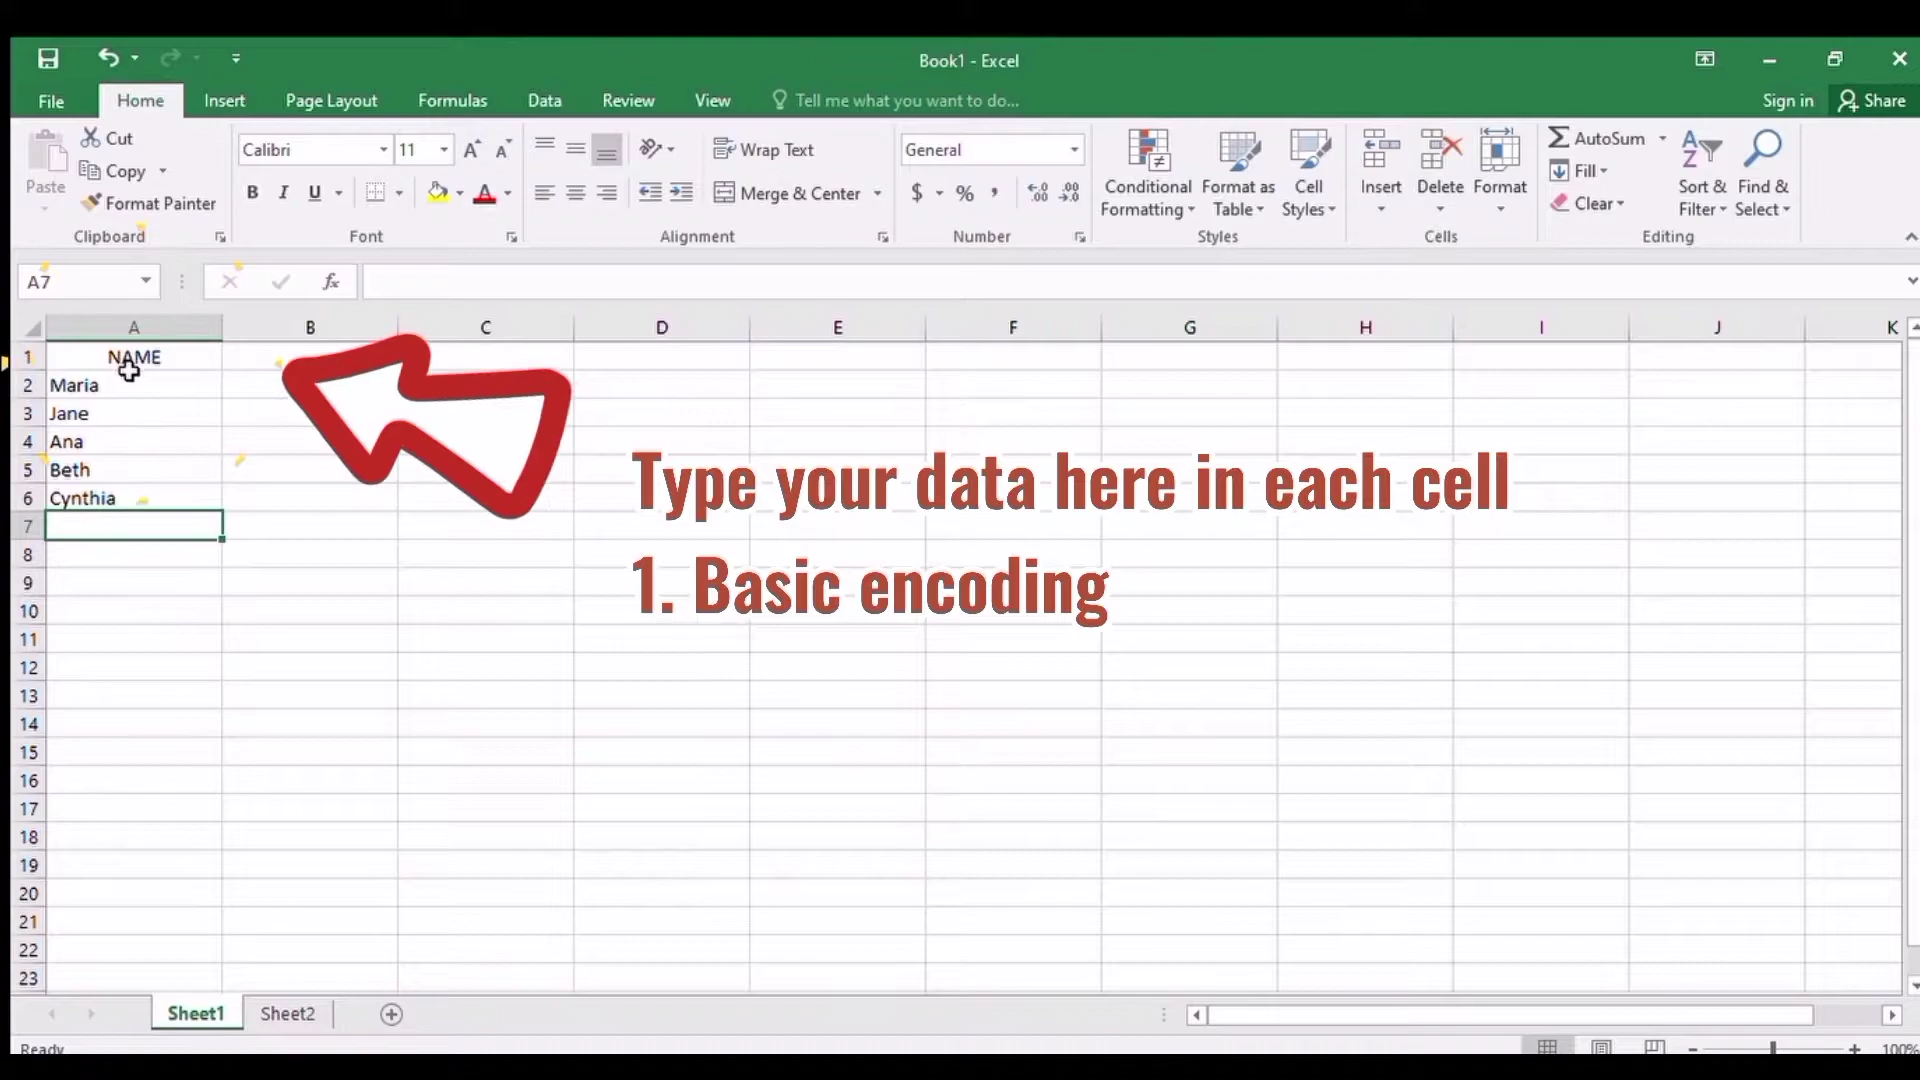 Book1 - Excel
File Home Insert Page Layout Formulas Data Review View Tell me what you want to do... Sign in Share
Cut
Copy
Format Painter
Paste
Clipboard
Calibri 11
B I U A
Font
Wrap Text
Merge & Center
Alignment
General
$ % ,
Number
Conditional Formatting
Format as Table
Cell Styles
Styles
Insert Delete Format
Cells
AutoSum
Fill
Clear
Sort & Filter
Find & Select
Editing
A7 fx
A B C D E F G H I J K
1 NAME
2 Maria
3 Jane
4 Ana
5 Beth
6 Cynthia
7
8
9
10
11
12
13
14
15
16
17
18
19
20
21
22
23
Type your data here in each cell
1. Basic encoding
Sheet1 Sheet2
Ready 100%